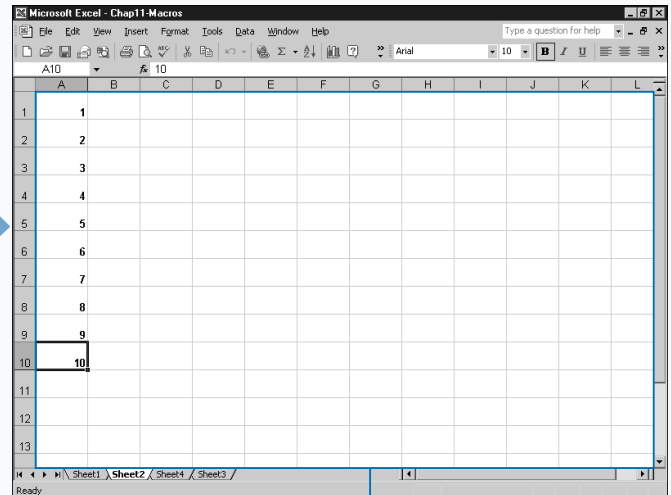 Microsoft Excel - Chap11-Macros
File Edit View Insert Format Tools Data Window Help Type a question for help
Arial 10 B I U
A10 fx 10
A B C D E F G H I J K L
1 1
2 2
3 3
4 4
5 5
6 6
7 7
8 8
9 9
10 10
11
12
13
Sheet1 Sheet2 Sheet4 Sheet3
Ready